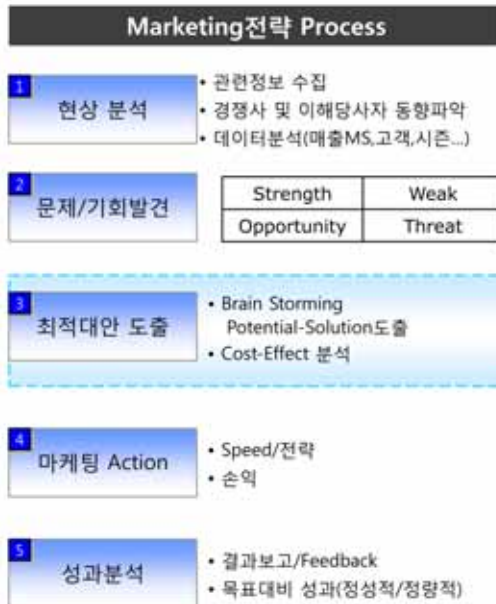 Marketing전략 Process
1
현상 분석
• 관련정보 수집
• 경쟁사 및 이해당사자 동향파악
• 데이터분석(매출MS,고객,시즌...)
2
문제/기회발견
Strength Weak
Opportunity Threat
3
최적대안 도출
• Brain Storming
Potential-Solution도출
• Cost-Effect 분석
4
마케팅 Action
• Speed/전략
• 손익
5
성과분석
• 결과보고/Feedback
• 목표대비 성과(정성적/정량적)